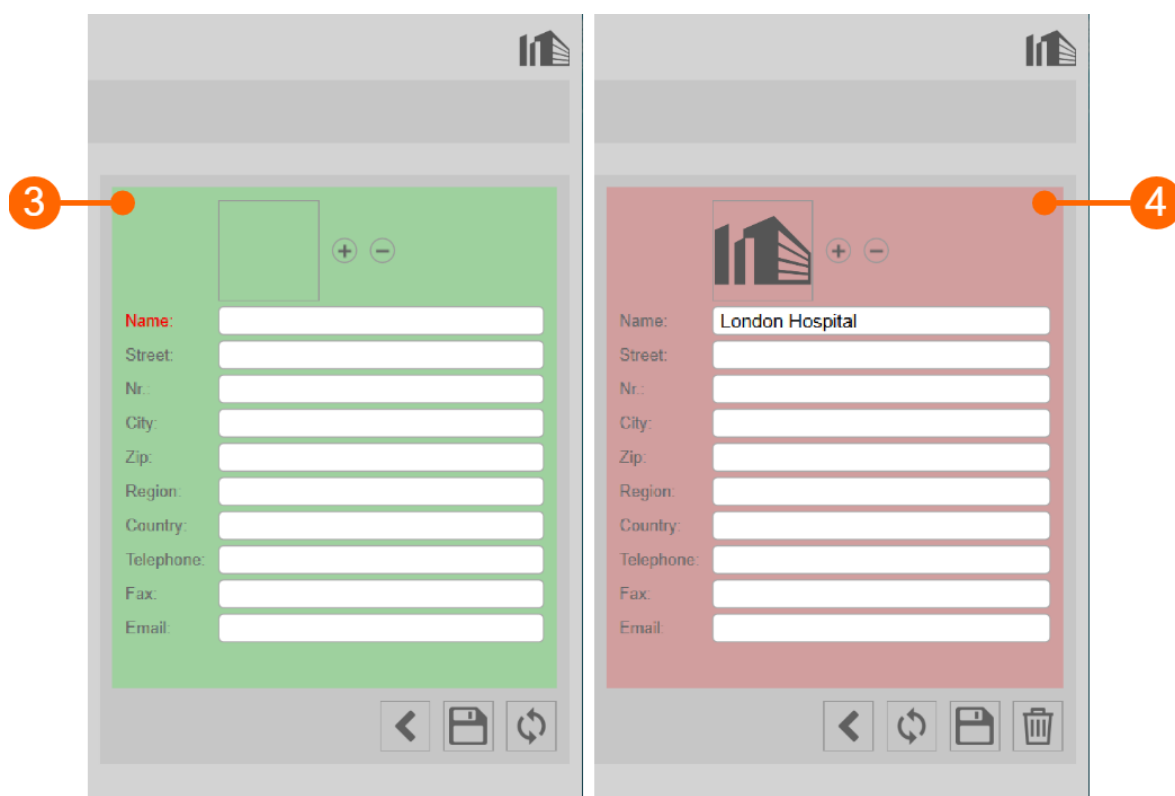 3
Name:
Street:
Nr.:
City:
Zip:
Region:
Country:
Telephone:
Fax:
Email:
4
Name: London Hospital
Street:
Nr.:
City:
Zip:
Region:
Country:
Telephone:
Fax:
Email: